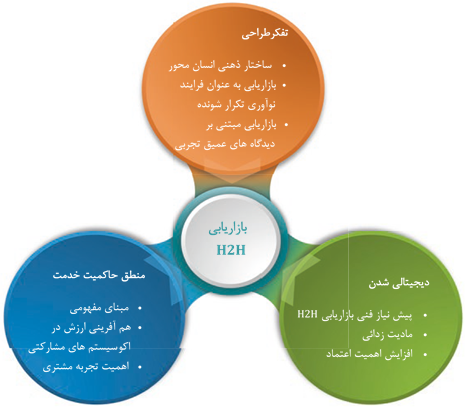 تفکرطراحی
• ساختار ذهنی انسان محور
• بازاریابی به عنوان فرایند
نوآوری تکرار شونده
• بازاریابی مبتنی بر
دیدگاه های عمیق تجربی
بازاریابی
H2H
دیجیتالی شدن
• پیش نیاز فنی بازاریابی H2H
• مادیت زدائی
• افزایش اهمیت اعتماد
منطق حاکمیت خدمت
• مبنای مفهومی
• هم آفرینی ارزش در
اکوسیستم های مشارکتی
• اهمیت تجربه مشتری